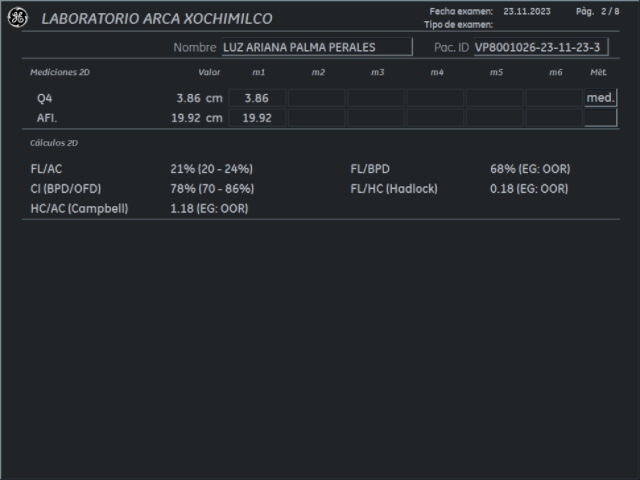 Fecha examen: 23.11.2023 Pàg. 2 / 8
LABORATORIO ARCA XOCHIMILCO
Tipo de examen:
Nombre LUZ ARIANA PALMA PERALES Pac. ID VP8001026-23-11-23-3
Mediciones 2D Valor m1 m2 m3 m4 m5 m6 Mèt.
Q4 3.86 cm 3.86 med.
AFI. 19.92 cm 19.92
Cálculos 2D
FL/AC 21% (20 - 24%) FL/BPD 68% (EG: OOR)
CI (BPD/OFD) 78% (70 - 86%) FL/HC (Hadlock) 0.18 (EG: OOR)
HC/AC (Campbell) 1.18 (EG: OOR)